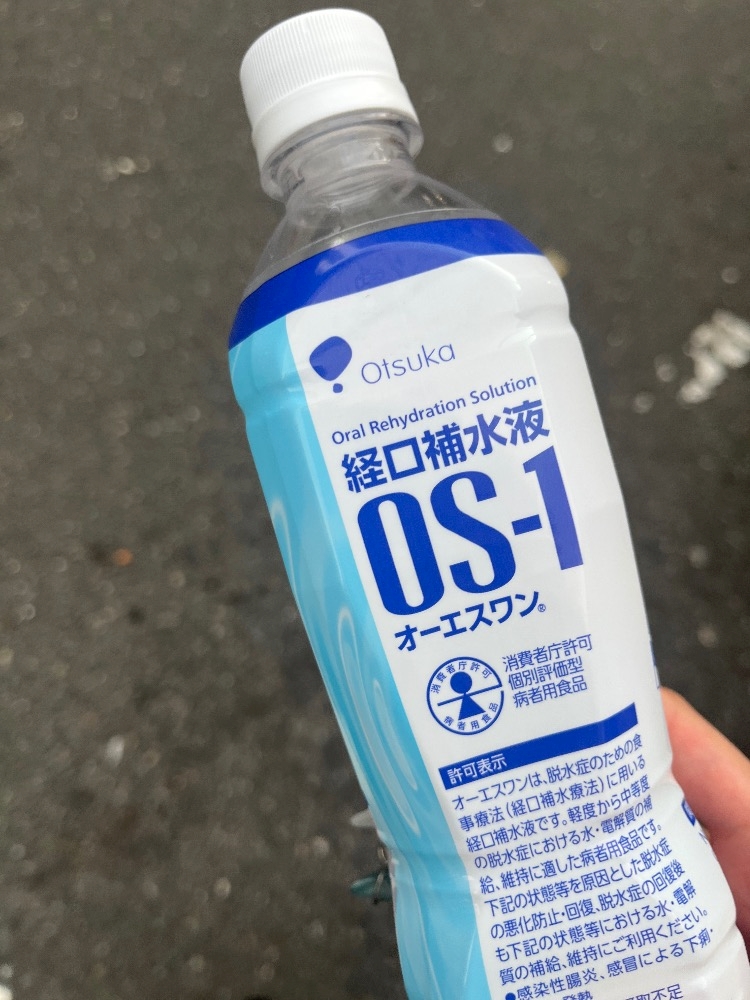 Otsuka
Oral Rehydration Solution
経口補水液
OS-1
オーエスワン®
消費者庁許可
病者用食品
消費者庁許可
個別評価型
病者用食品
許可表示
オーエスワンは、脱水症のための食
事療法(経口補水療法)に用いる
経口補水液です。軽度から中等度
の脱水症における水・電解質の補
給、維持に適した病者用食品です。
下記の状態等を原因とした脱水症
の悪化防止・回復、脱水症の回復後
も下記の状態等における水・電解
質の補給、維持にご利用ください。
●感染性腸炎、感冒による下痢・
不足